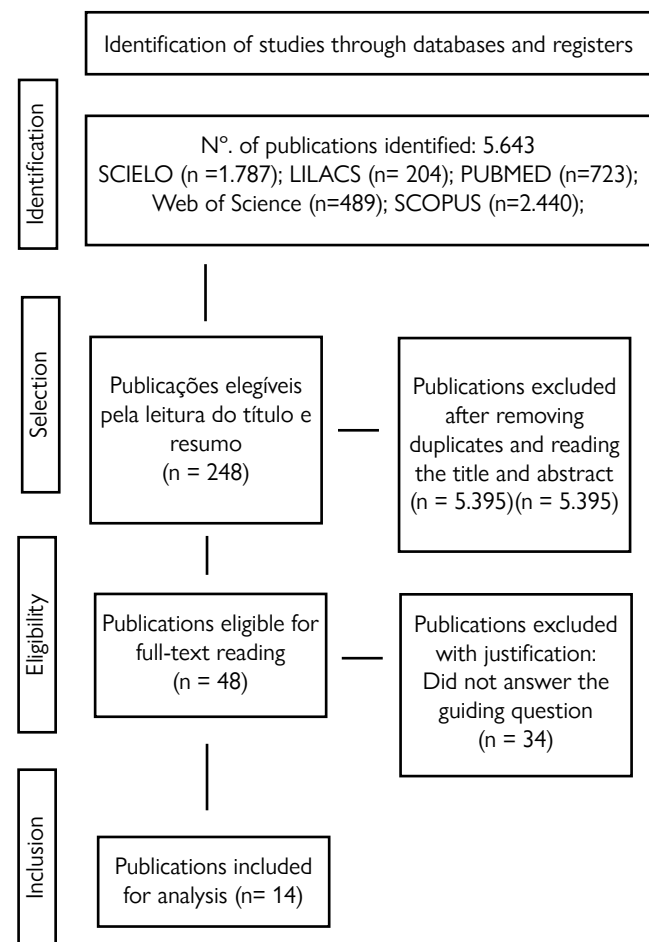 Identification of studies through databases and registers
Identification
Nº. of publications identified: 5.643
SCIELO (n =1.787); LILACS (n= 204); PUBMED (n=723);
Web of Science (n=489); SCOPUS (n=2.440);
Selection
Publicações elegíveis
pela leitura do título e
resumo
(n = 248)
Publications excluded
after removing
duplicates and reading
the title and abstract
(n = 5.395)(n = 5.395)
Eligibility
Publications eligible for
full-text reading
(n = 48)
Publications excluded
with justification:
Did not answer the
guiding question
(n = 34)
Inclusion
Publications included
for analysis (n= 14)